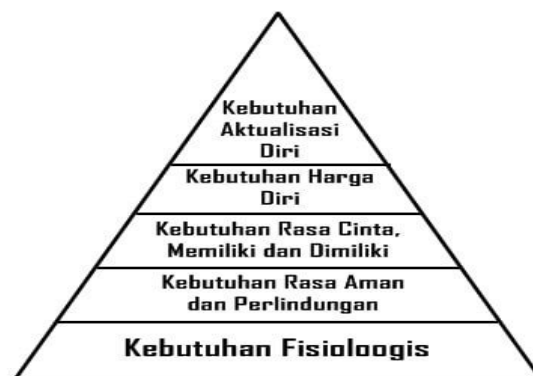 Kebutuhan
Aktualisasi
Diri
Kebutuhan Harga
Diri
Kebutuhan Rasa Cinta,
Memiliki dan Dimiliki
Kebutuhan Rasa Aman
dan Perlindungan
Kebutuhan Fisioloogis